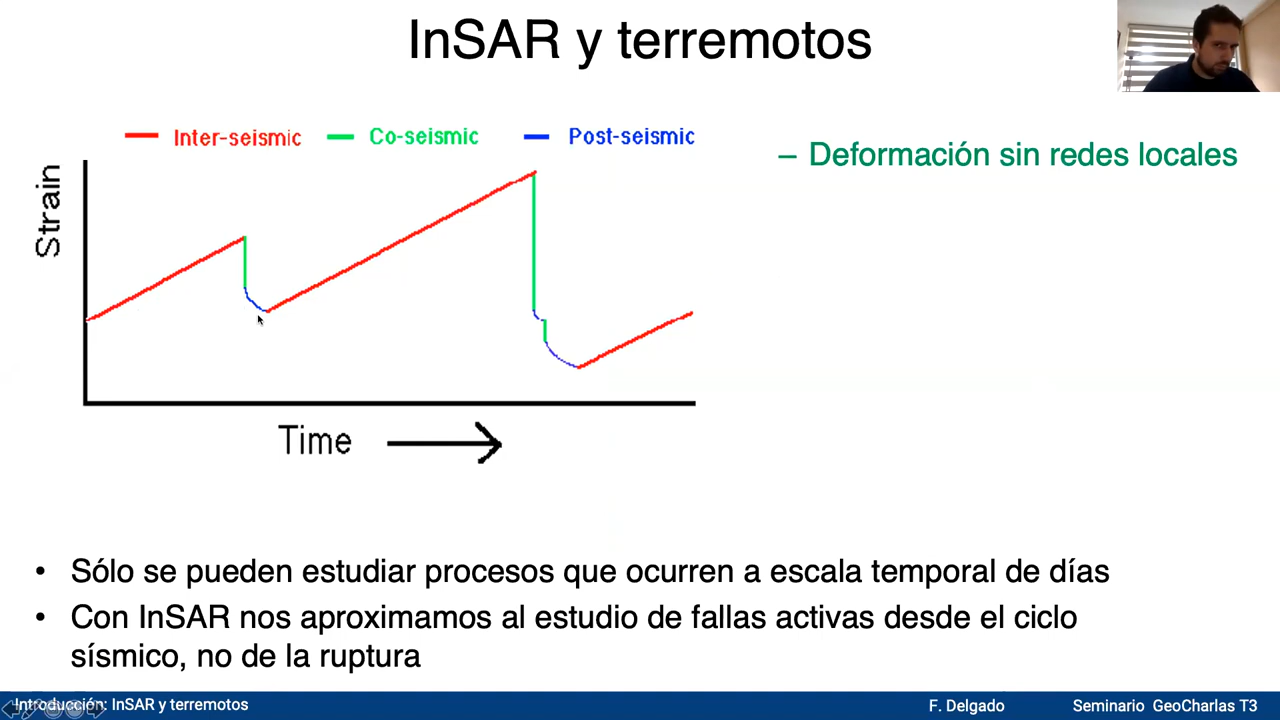 InSAR y terremotos
Inter-seismic Co-seismic Post-seismic
– Deformación sin redes locales
Strain
Time
• Sólo se pueden estudiar procesos que ocurren a escala temporal de días
• Con InSAR nos aproximamos al estudio de fallas activas desde el ciclo
sísmico, no de la ruptura
Introducción: InSAR y terremotos F. Delgado Seminario GeoCharlas T3